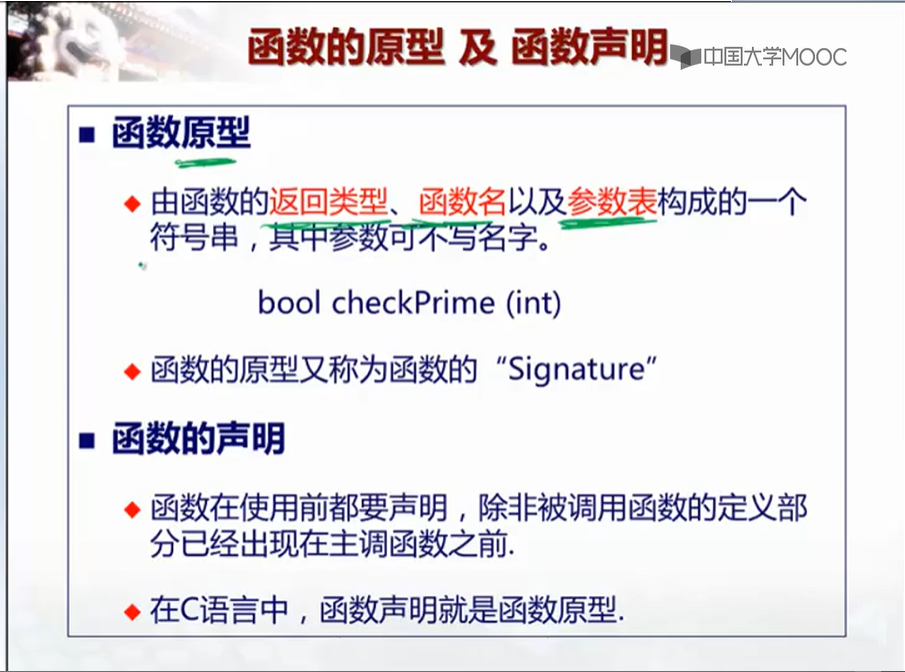 函数的原型 及 函数声明
中国大学MOOC
函数原型
由函数的返回类型、函数名以及参数表构成的一个
符号串，其中参数可不写名字。
bool checkPrime (int)
函数的原型又称为函数的“Signature”
函数的声明
函数在使用前都要声明，除非被调用函数的定义部
分已经出现在主调函数之前.
在C语言中，函数声明就是函数原型.